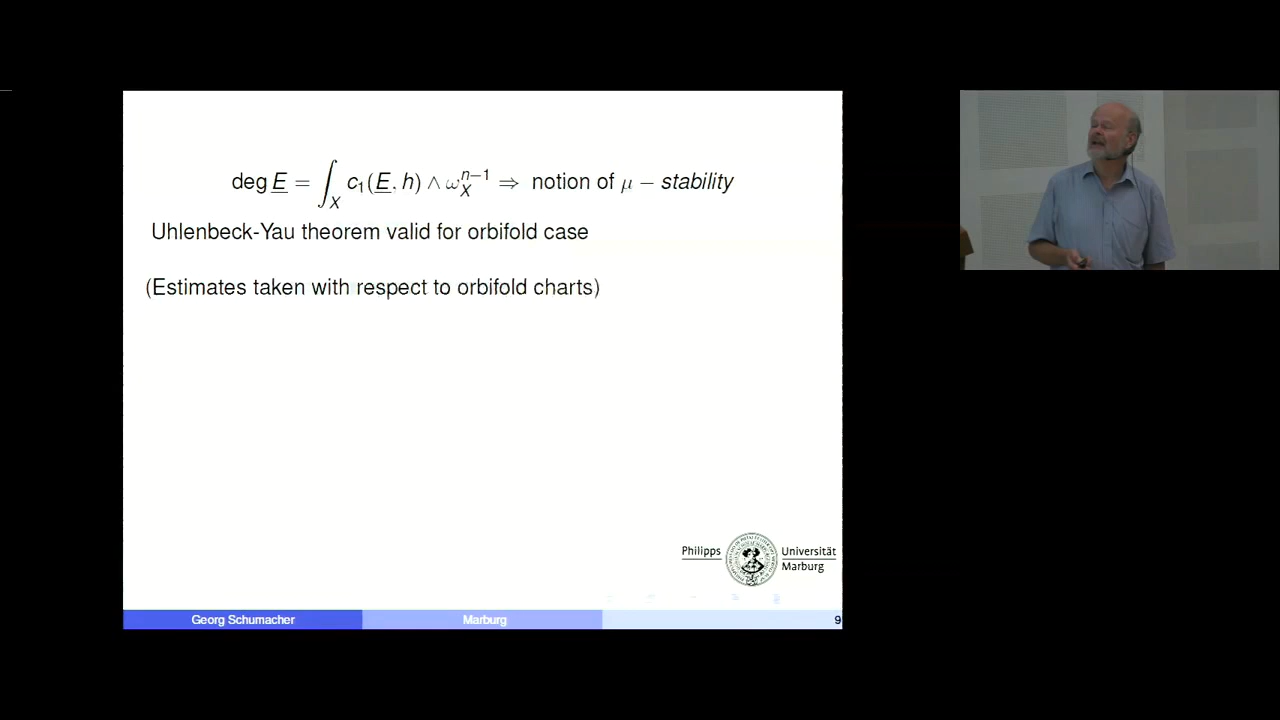 deg E = ∫_X c₁(E, h) ∧ ω_X^{n−1} ⇒ notion of μ − stability
Uhlenbeck-Yau theorem valid for orbifold case
(Estimates taken with respect to orbifold charts)
Philipps Universität
Marburg
Georg Schumacher Marburg 9